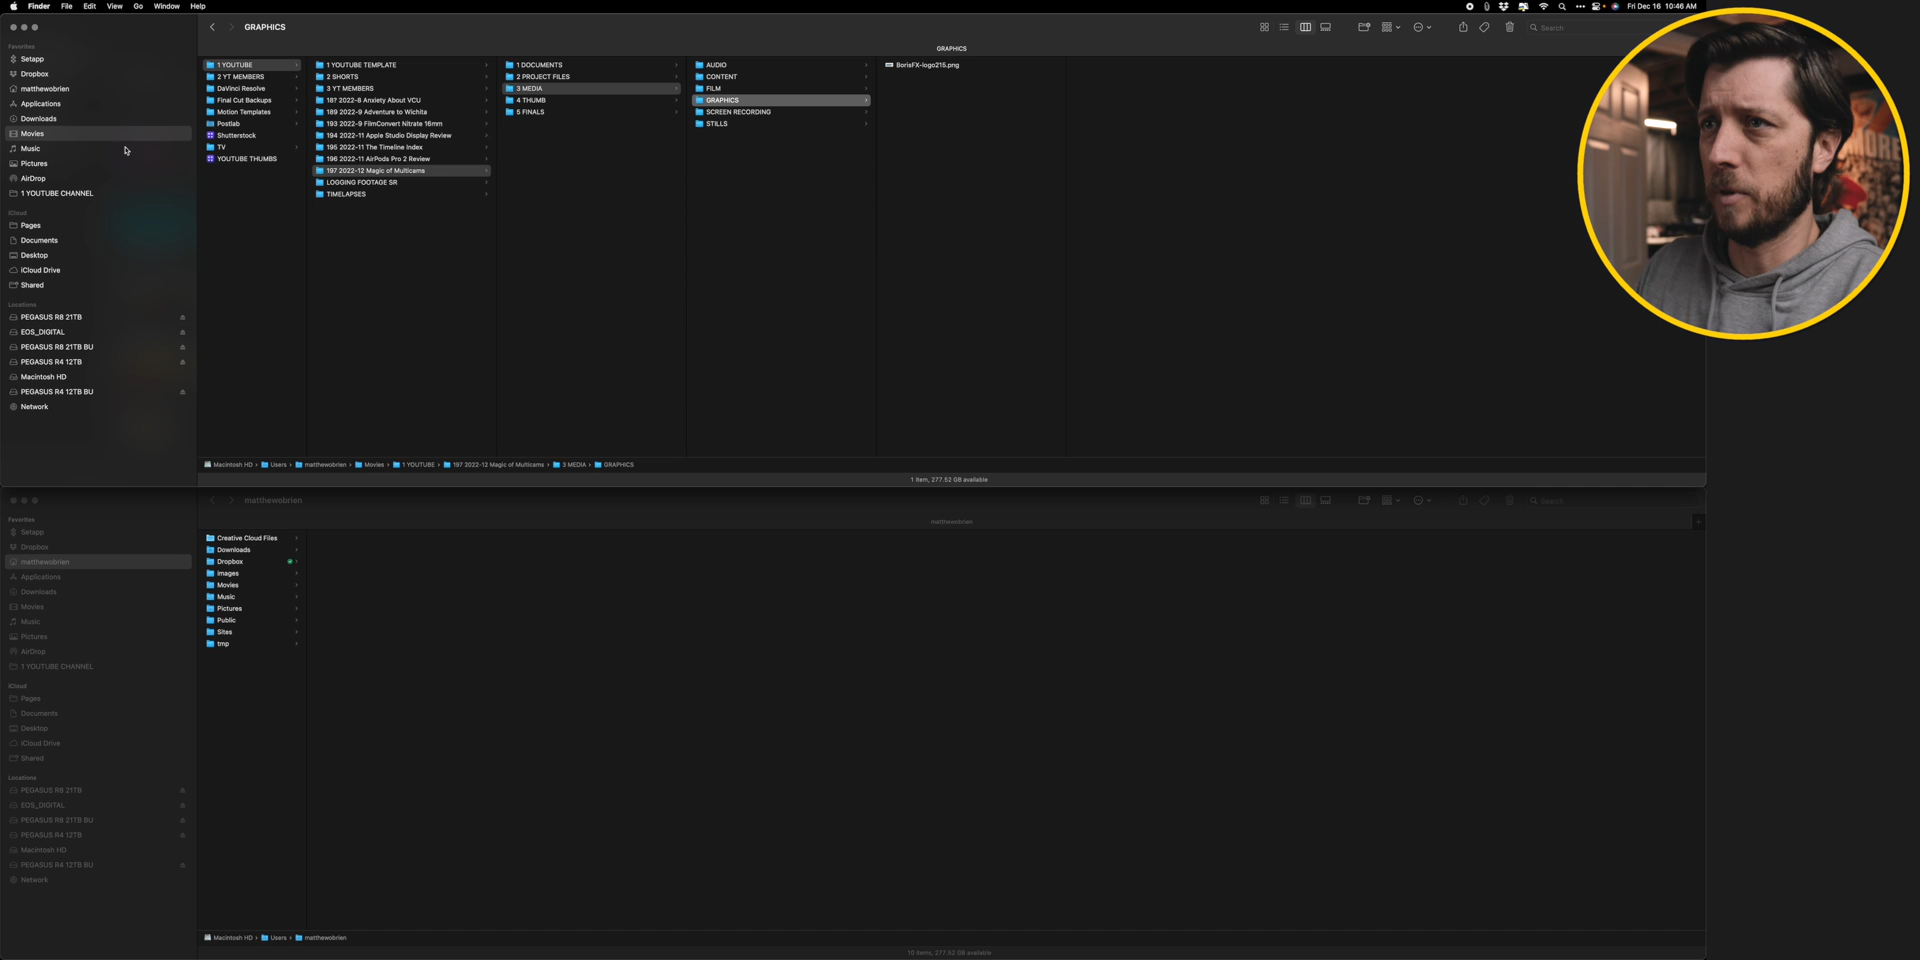 Finder File Edit View Go Window Help
Fri Dec 16 10:46 AM
GRAPHICS
Search
GRAPHICS
Favorites
Setapp
Dropbox
matthewobrien
Applications
Downloads
Movies
Music
Pictures
AirDrop
1 YOUTUBE CHANNEL
iCloud
Pages
Documents
Desktop
iCloud Drive
Shared
Locations
PEGASUS R8 21TB
EOS_DIGITAL
PEGASUS R8 21TB BU
PEGASUS R4 12TB
Macintosh HD
PEGASUS R4 12TB BU
Network
1 YOUTUBE
2 YT MEMBERS
DaVinci Resolve
Final Cut Backups
Motion Templates
Postlab
Shutterstock
TV
YOUTUBE THUMBS
1 YOUTUBE TEMPLATE
2 SHORTS
3 YT MEMBERS
18? 2022-8 Anxiety About VCU
189 2022-9 Adventure to Wichita
193 2022-9 FilmConvert Nitrate 16mm
194 2022-11 Apple Studio Display Review
195 2022-11 The Timeline Index
196 2022-11 AirPods Pro 2 Review
197 2022-12 Magic of Multicams
LOGGING FOOTAGE SR
TIMELAPSES
1 DOCUMENTS
2 PROJECT FILES
3 MEDIA
4 THUMB
5 FINALS
AUDIO
CONTENT
FILM
GRAPHICS
SCREEN RECORDING
STILLS
BorisFX-logo215.png
Macintosh HD › Users › matthewobrien › Movies › 1 YOUTUBE › 197 2022-12 Magic of Multicams › 3 MEDIA › GRAPHICS
1 item, 277.52 GB available
matthewobrien
Search
matthewobrien
Favorites
Setapp
Dropbox
matthewobrien
Applications
Downloads
Movies
Music
Pictures
AirDrop
1 YOUTUBE CHANNEL
iCloud
Pages
Documents
Desktop
iCloud Drive
Shared
Locations
PEGASUS R8 21TB
EOS_DIGITAL
PEGASUS R8 21TB BU
PEGASUS R4 12TB
Macintosh HD
PEGASUS R4 12TB BU
Network
Creative Cloud Files
Downloads
Dropbox
images
Movies
Music
Pictures
Public
Sites
tmp
Macintosh HD › Users › matthewobrien
10 items, 277.52 GB available